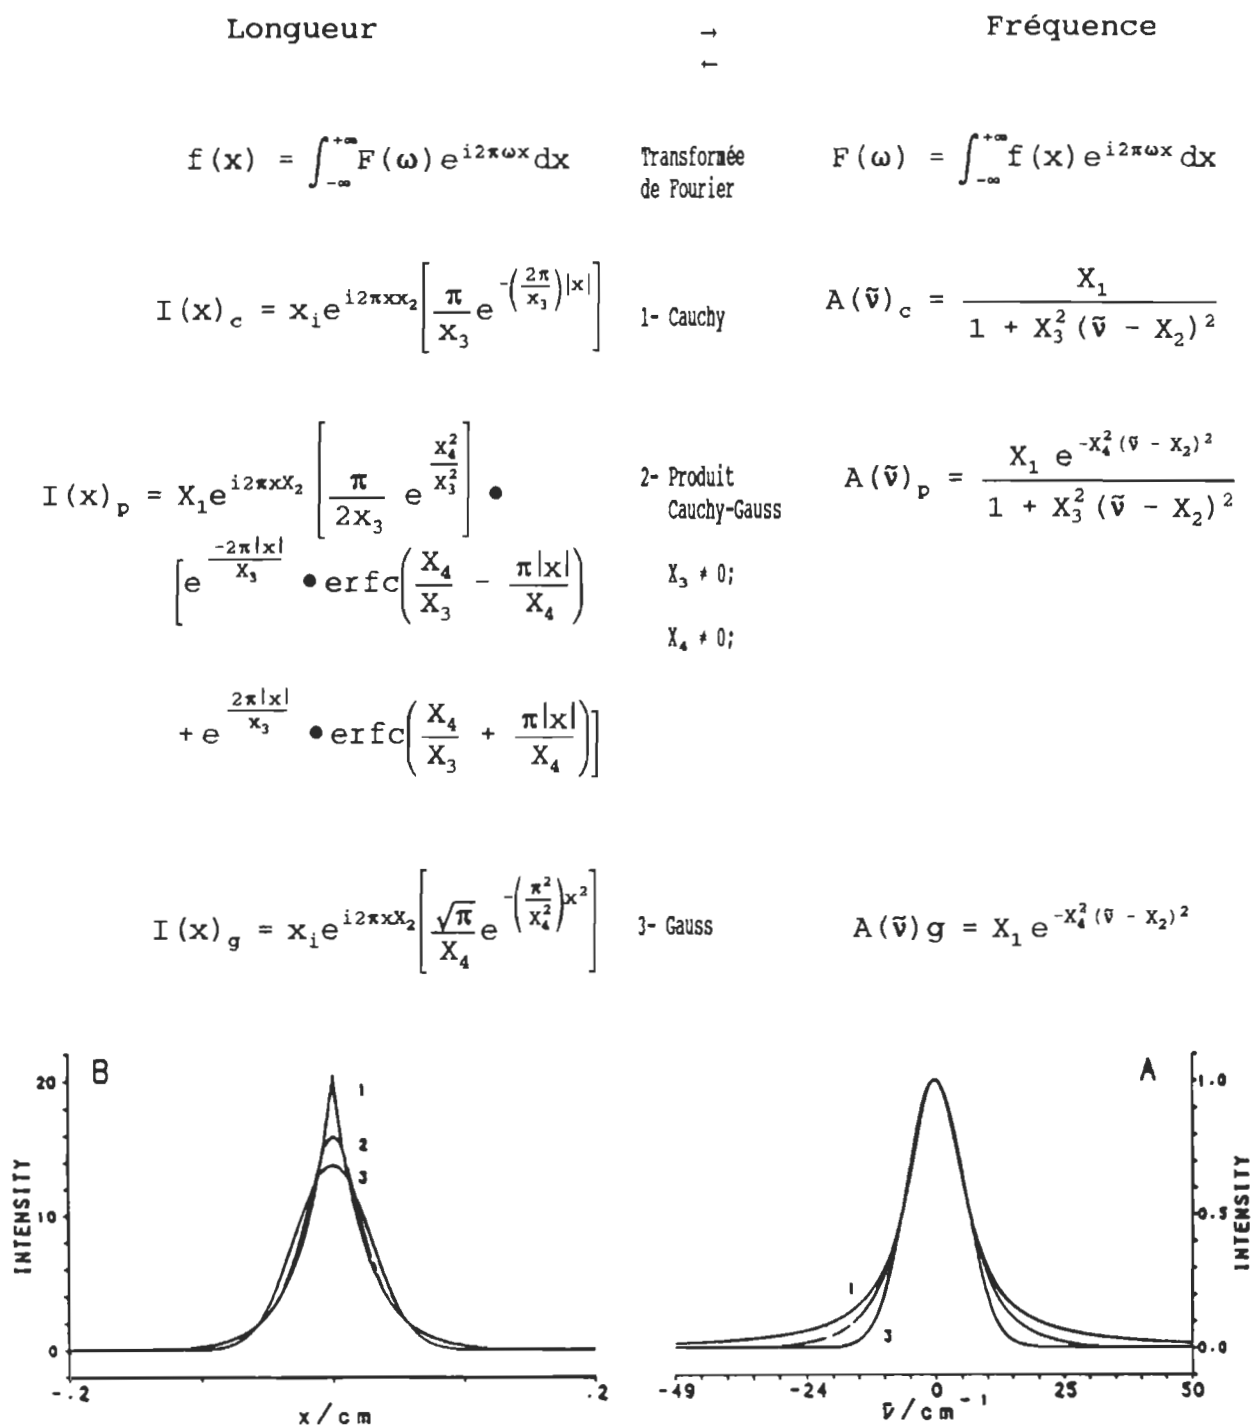 Longueur → Fréquence
←
f(x) = ∫_{-∞}^{+∞} F(ω) e^{i2πωx} dx Transformée de Fourier F(ω) = ∫_{-∞}^{+∞} f(x) e^{i2πωx} dx
I(x)_c = x_i e^{i2πxx_2} [π/X_3 e^{-(2π/x_3)|x|}] 1- Cauchy A(ν̃)_c = X_1 / (1 + X_3^2 (ν̃ - X_2)^2)
I(x)_p = X_1 e^{i2πxX_2} [π/2x_3 e^{X_4^2/X_3^2}] • 2- Produit Cauchy-Gauss A(ν̃)_p = X_1 e^{-X_4^2 (ν̃ - X_2)^2} / (1 + X_3^2 (ν̃ - X_2)^2)
[e^{-2π|x|/X_3} • erfc(X_4/X_3 - π|x|/X_4) X_3 ≠ 0;
X_4 ≠ 0;
+ e^{2π|x|/x_3} • erfc(X_4/X_3 + π|x|/X_4)]
I(x)_g = x_i e^{i2πxX_2} [√π/X_4 e^{-(π^2/X_4^2)x^2}] 3- Gauss A(ν̃)g = X_1 e^{-X_4^2 (ν̃ - X_2)^2}
B
INTENSITY
20
10
0
1
2
3
-.2 .2
x/cm
A
1.0
0.5
0.0
INTENSITY
1
3
-49 -24 0 25 50
ν̃/cm^{-1}